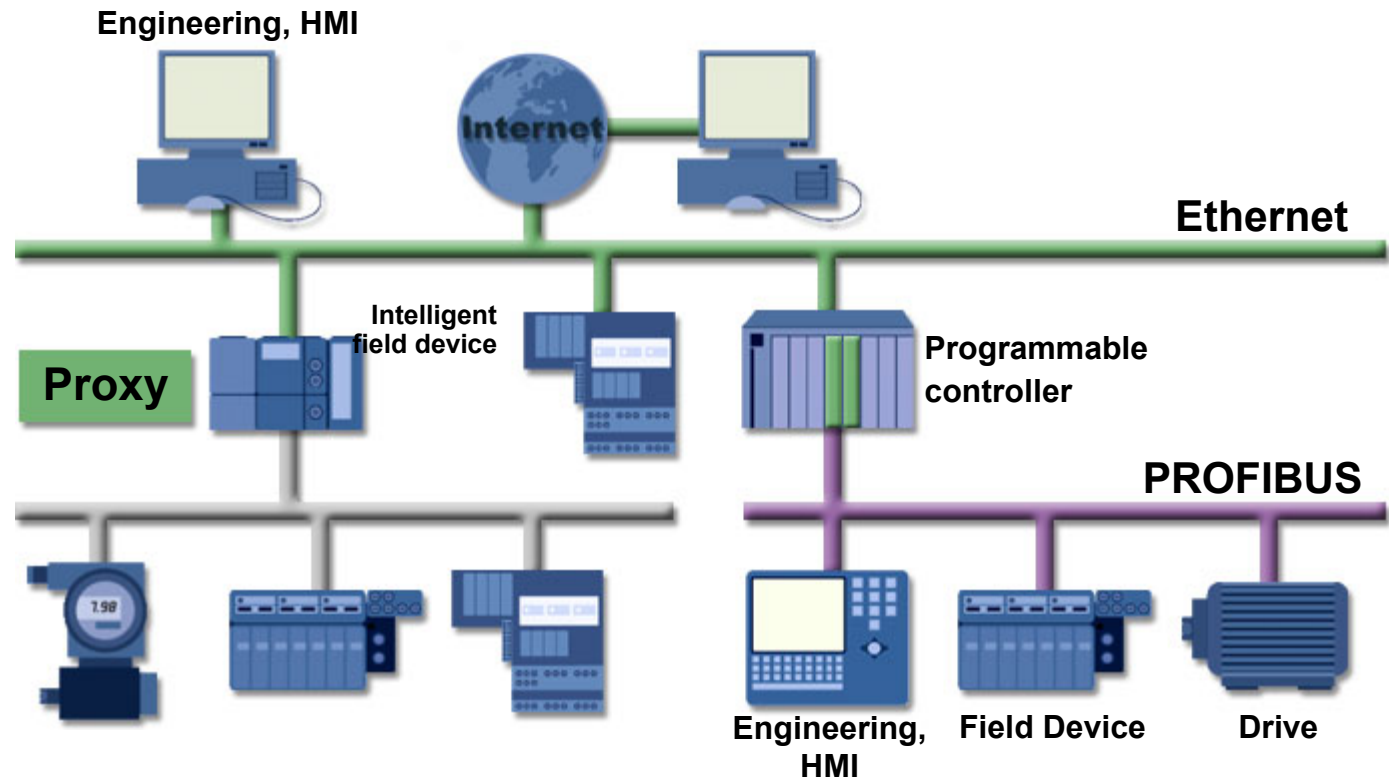 Engineering, HMI
Internet
Ethernet
Intelligent
field device
Proxy
Programmable
controller
PROFIBUS
7.98
Engineering,
HMI
Field Device
Drive